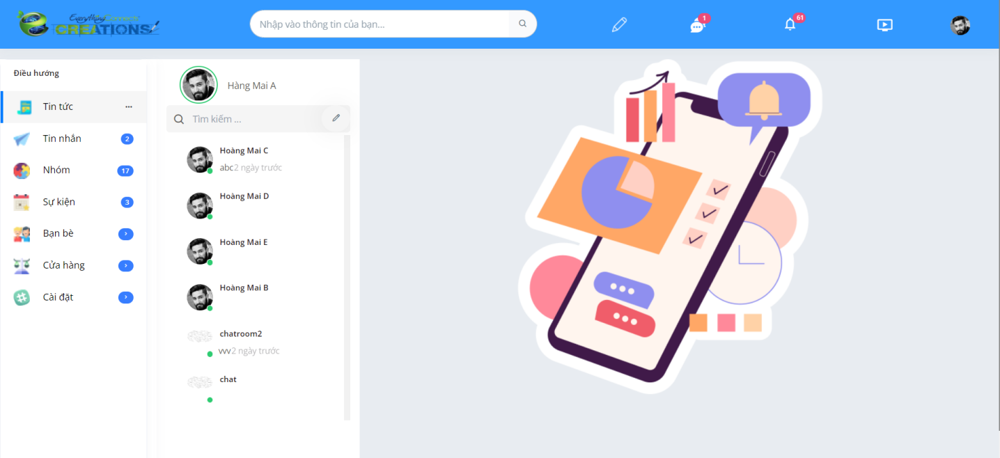 Everything Connects
CREATIONS
Nhập vào thông tin của bạn...
1
61
Điều hướng
Tin tức
Tin nhắn
2
Nhóm
17
Sự kiện
3
Bạn bè
Cửa hàng
Cài đặt
Hàng Mai A
Tìm kiếm ...
Hoàng Mai C
abc2 ngày trước
Hoàng Mai D
Hoàng Mai E
Hoàng Mai B
chatroom2
vvv2 ngày trước
chat